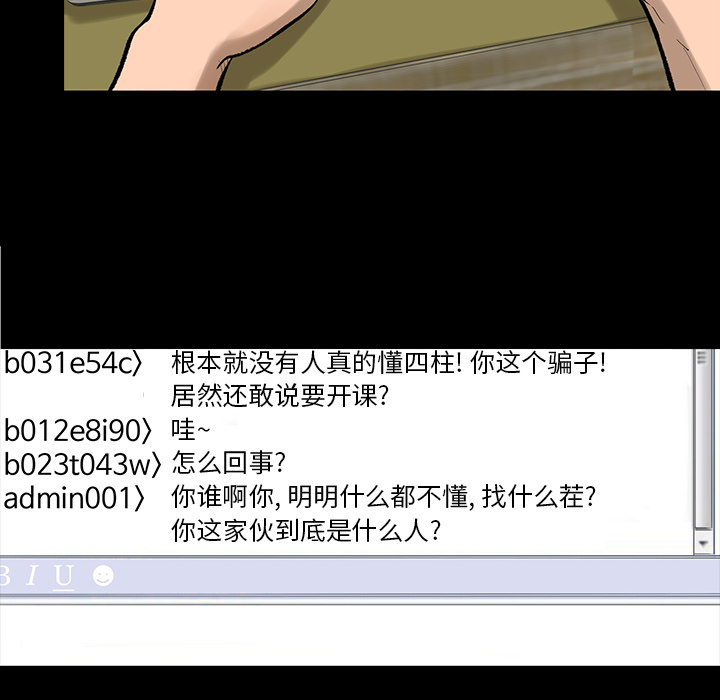 b031e54c〉 根本就没有人真的懂四柱! 你这个骗子!
居然还敢说要开课?
b012e8i90〉 哇~
b023t043w〉 怎么回事?
admin001〉 你谁啊你, 明明什么都不懂, 找什么茬?
你这家伙到底是什么人?
B I U